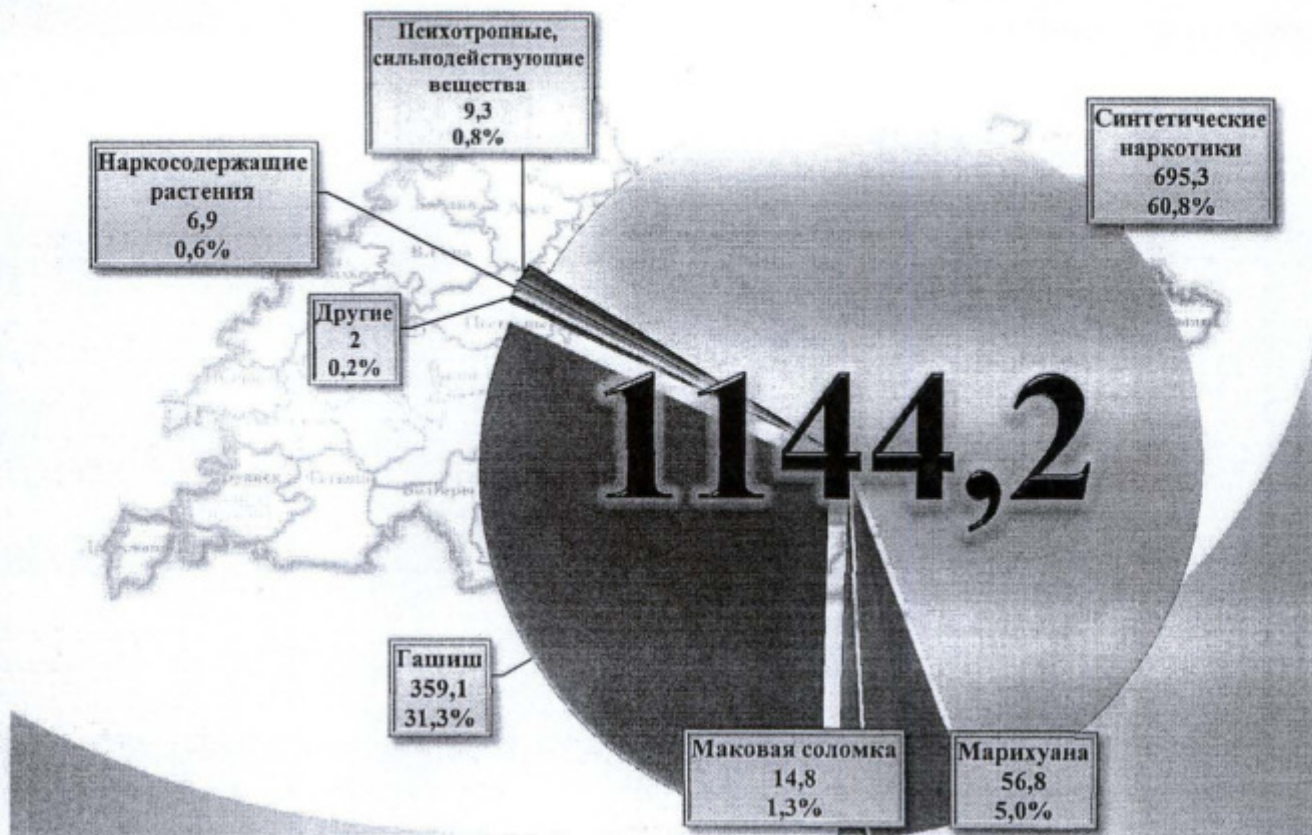 Психотропные,
сильнодействующие
вещества
9,3
0,8%
Синтетические
наркотики
695,3
60,8%
Наркосодержащие
растения
6,9
0,6%
Другие
2
0,2%
1144,2
Гашиш
359,1
31,3%
Маковая соломка
14,8
1,3%
Марихуана
56,8
5,0%